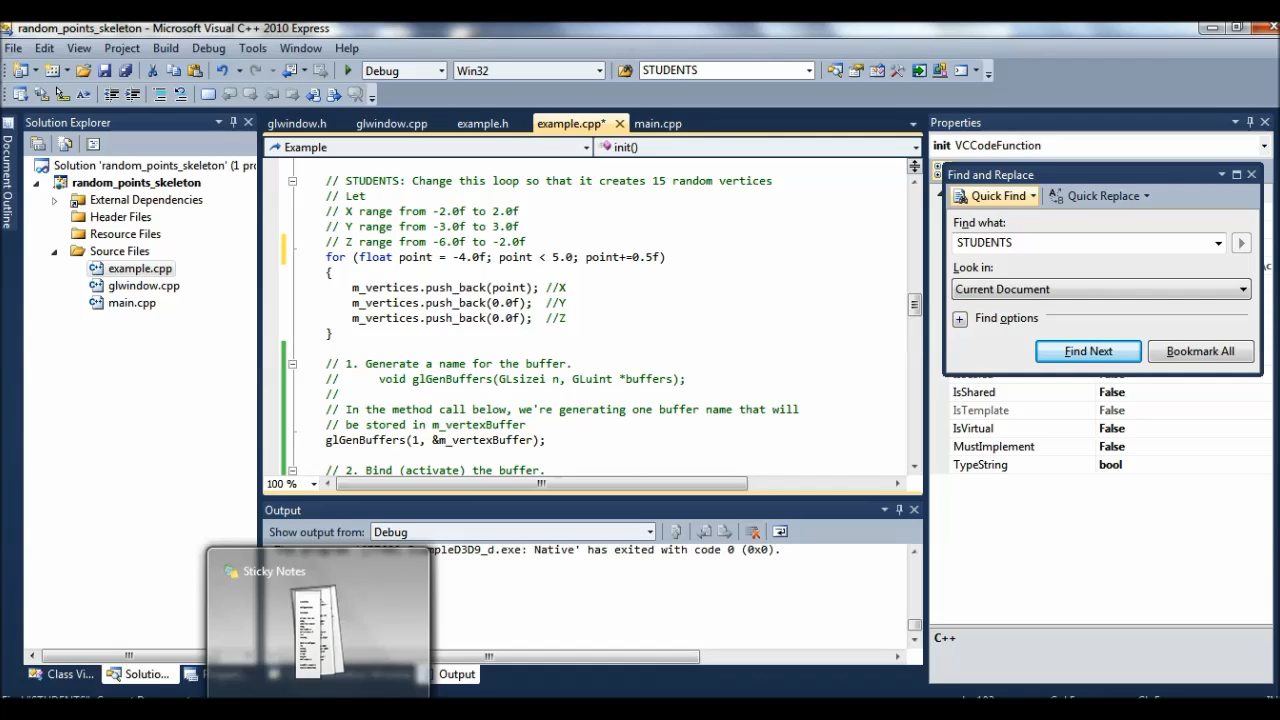 random_points_skeleton - Microsoft Visual C++ 2010 Express
File Edit View Project Build Debug Tools Window Help
Debug Win32 STUDENTS
Solution Explorer
glwindow.h glwindow.cpp example.h example.cpp* main.cpp
Properties
Document Outline
Example init()
init VCCodeFunction
Solution 'random_points_skeleton' (1 pr
random_points_skeleton
External Dependencies
Header Files
Resource Files
Source Files
example.cpp
glwindow.cpp
main.cpp
// STUDENTS: Change this loop so that it creates 15 random vertices
// Let
// X range from -2.0f to 2.0f
// Y range from -3.0f to 3.0f
// Z range from -6.0f to -2.0f
for (float point = -4.0f; point < 5.0; point+=0.5f)
{
m_vertices.push_back(point); //X
m_vertices.push_back(0.0f); //Y
m_vertices.push_back(0.0f); //Z
}
// 1. Generate a name for the buffer.
// void glGenBuffers(GLsizei n, GLuint *buffers);
//
// In the method call below, we're generating one buffer name that will
// be stored in m_vertexBuffer
glGenBuffers(1, &m_vertexBuffer);
// 2. Bind (activate) the buffer.
100 %
Find and Replace
Quick Find Quick Replace
Find what:
STUDENTS
Look in:
Current Document
Find options
Find Next Bookmark All
IsShared False
IsTemplate False
IsVirtual False
MustImplement False
TypeString bool
C++
Output
Show output from: Debug
mpleD3D9_d.exe: Native' has exited with code 0 (0x0).
Sticky Notes
Class Vi... Solutio... Output